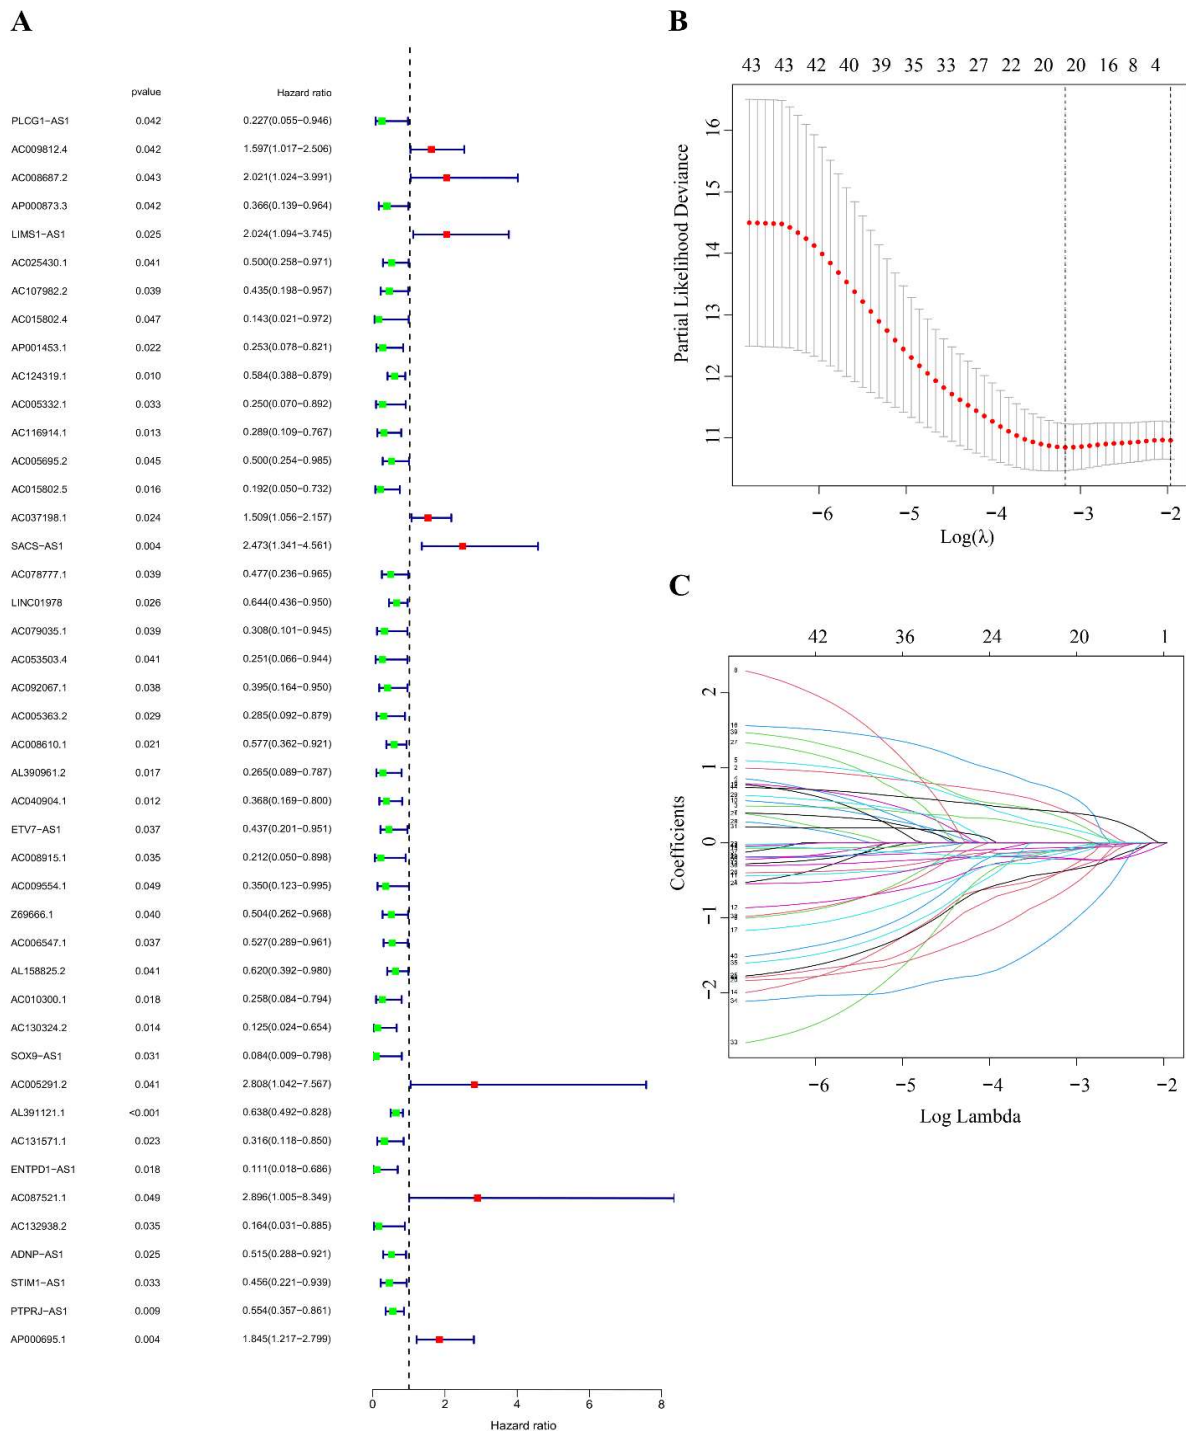 A
pvalue Hazard ratio
PLCG1−AS1 0.042 0.227(0.055−0.946)
AC009812.4 0.042 1.597(1.017−2.506)
AC008687.2 0.043 2.021(1.024−3.991)
AP000873.3 0.042 0.366(0.139−0.964)
LIMS1−AS1 0.025 2.024(1.094−3.745)
AC025430.1 0.041 0.500(0.258−0.971)
AC107982.2 0.039 0.435(0.198−0.957)
AC015802.4 0.047 0.143(0.021−0.972)
AP001453.1 0.022 0.253(0.078−0.821)
AC124319.1 0.010 0.584(0.388−0.879)
AC005332.1 0.033 0.250(0.070−0.892)
AC116914.1 0.013 0.289(0.109−0.767)
AC005695.2 0.045 0.500(0.254−0.985)
AC015802.5 0.016 0.192(0.050−0.732)
AC037198.1 0.024 1.509(1.056−2.157)
SACS−AS1 0.004 2.473(1.341−4.561)
AC078777.1 0.039 0.477(0.236−0.965)
LINC01978 0.026 0.644(0.436−0.950)
AC079035.1 0.039 0.308(0.101−0.945)
AC053503.4 0.041 0.251(0.066−0.944)
AC092067.1 0.038 0.395(0.164−0.950)
AC005363.2 0.029 0.285(0.092−0.879)
AC008610.1 0.021 0.577(0.362−0.921)
AL390961.2 0.017 0.265(0.089−0.787)
AC040904.1 0.012 0.368(0.169−0.800)
ETV7−AS1 0.037 0.437(0.201−0.951)
AC008915.1 0.035 0.212(0.050−0.898)
AC009554.1 0.049 0.350(0.123−0.995)
Z69666.1 0.040 0.504(0.262−0.968)
AC006547.1 0.037 0.527(0.289−0.961)
AL158825.2 0.041 0.620(0.392−0.980)
AC010300.1 0.018 0.258(0.084−0.794)
AC130324.2 0.014 0.125(0.024−0.654)
SOX9−AS1 0.031 0.084(0.009−0.798)
AC005291.2 0.041 2.808(1.042−7.567)
AL391121.1 <0.001 0.638(0.492−0.828)
AC131571.1 0.023 0.316(0.118−0.850)
ENTPD1−AS1 0.018 0.111(0.018−0.686)
AC087521.1 0.049 2.896(1.005−8.349)
AC132938.2 0.035 0.164(0.031−0.885)
ADNP−AS1 0.025 0.515(0.288−0.921)
STIM1−AS1 0.033 0.456(0.221−0.939)
PTPRJ−AS1 0.009 0.554(0.357−0.861)
AP000695.1 0.004 1.845(1.217−2.799)
0 2 4 6 8
Hazard ratio
B
43 43 42 40 39 35 33 27 22 20 20 16 8 4
16
15
14
13
12
11
Partial Likelihood Deviance
−6 −5 −4 −3 −2
Log(λ)
C
42 36 24 20 1
2
1
0
−1
−2
Coefficients
8
16
39
27
5
2
12
9
17
40
35
14
34
33
−6 −5 −4 −3 −2
Log Lambda